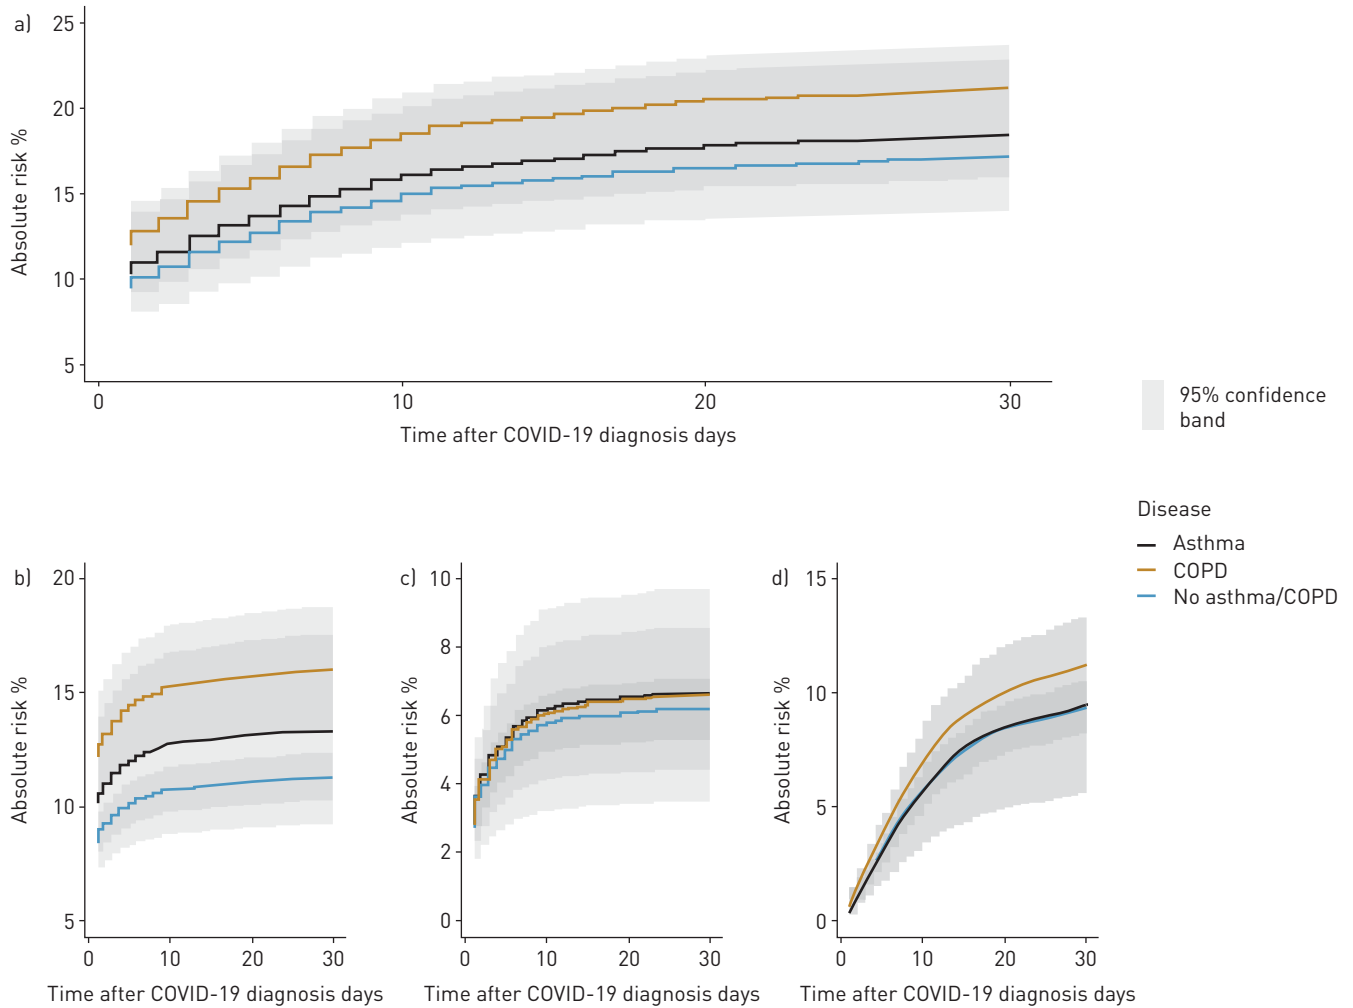 a)
25
20
15
10
5
Absolute risk %
0 10 20 30
Time after COVID-19 diagnosis days
95% confidence
band
Disease
Asthma
COPD
No asthma/COPD
b)
20
15
10
5
Absolute risk %
0 10 20 30
Time after COVID-19 diagnosis days
c)
10
8
6
4
2
0
Absolute risk %
0 10 20 30
Time after COVID-19 diagnosis days
d)
15
10
5
0
Absolute risk %
0 10 20 30
Time after COVID-19 diagnosis days